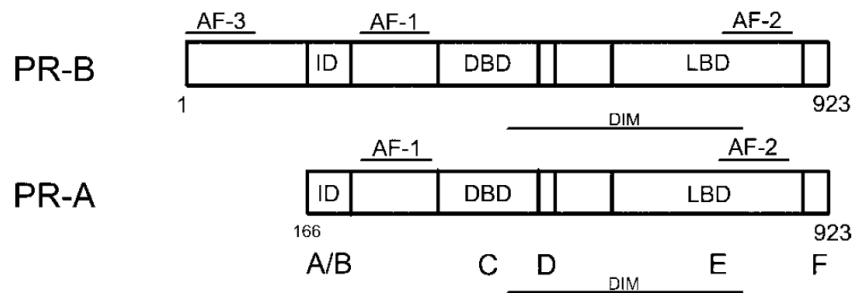 AF-3 AF-1 AF-2
PR-B ID DBD LBD
1 923
DIM
AF-1 AF-2
PR-A ID DBD LBD
166 923
A/B C D E F
DIM